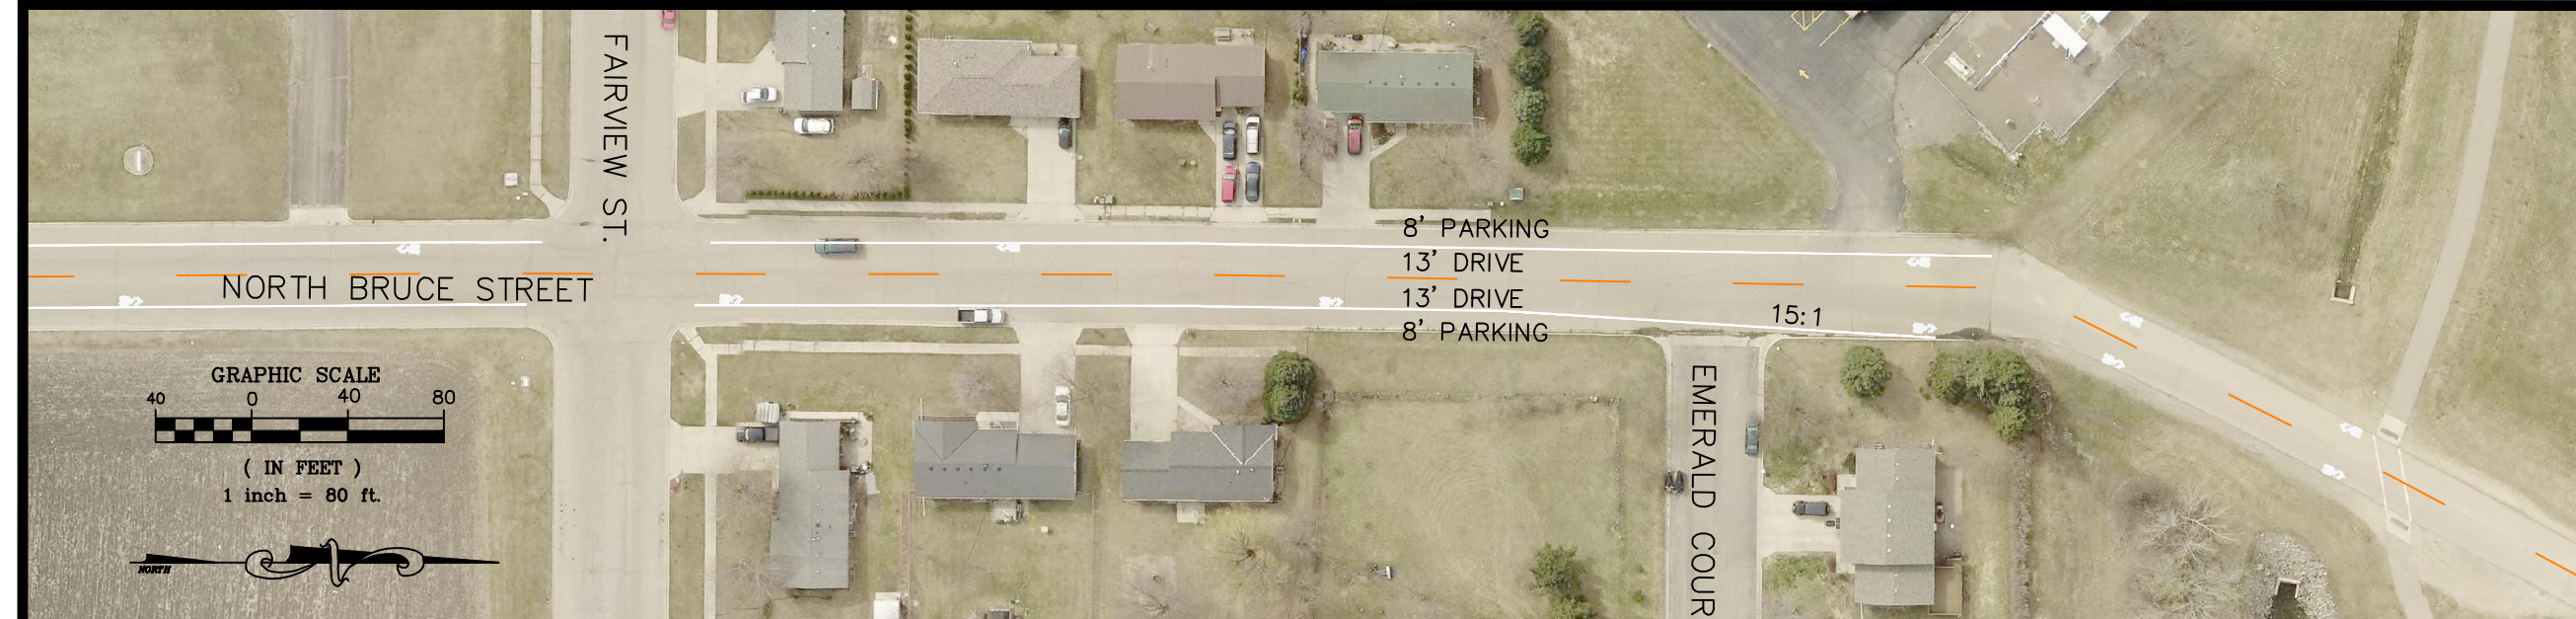 FAIRVIEW ST.
8' PARKING
13' DRIVE
NORTH BRUCE STREET
13' DRIVE
15:1
8' PARKING
EMERALD COUR
GRAPHIC SCALE
40 0 40 80
( IN FEET )
1 inch = 80 ft.
NORTH